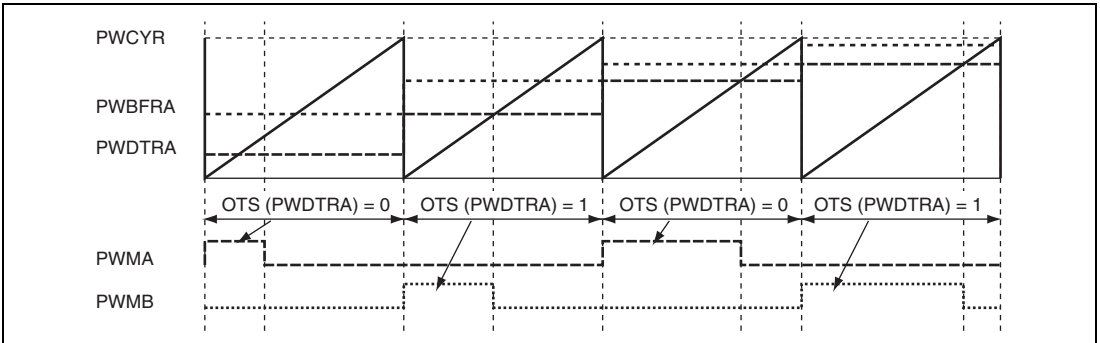 PWCYR
PWBFRA
PWDTRA
OTS (PWDTRA) = 0 OTS (PWDTRA) = 1 OTS (PWDTRA) = 0 OTS (PWDTRA) = 1
PWMA
PWMB